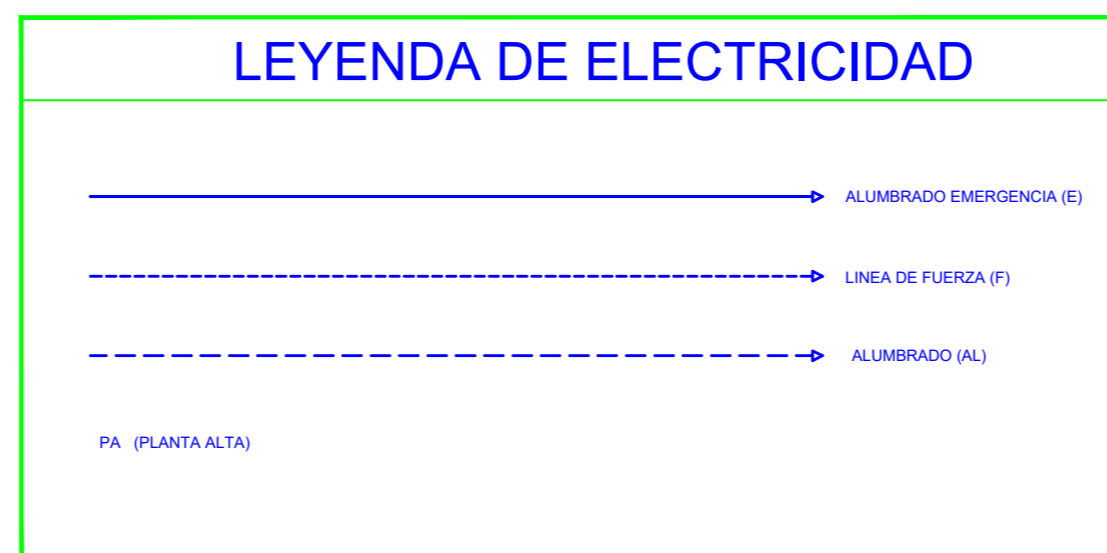 LEYENDA DE ELECTRICIDAD
ALUMBRADO EMERGENCIA (E)
LINEA DE FUERZA (F)
ALUMBRADO (AL)
PA (PLANTA ALTA)